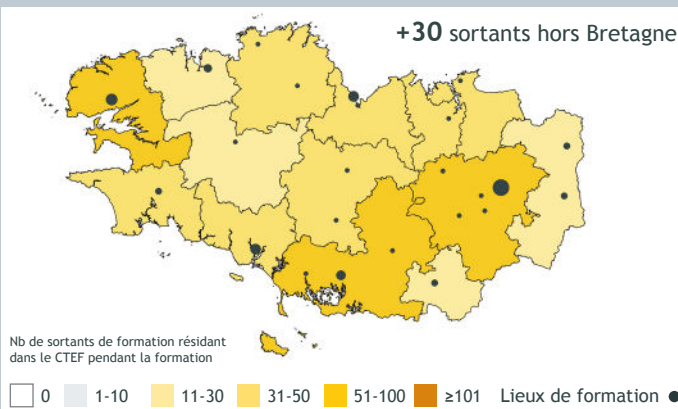 +30 sortants hors Bretagne
Nb de sortants de formation résidant
dans le CTEF pendant la formation
0 1-10 11-30 31-50 51-100 ≥101 Lieux de formation